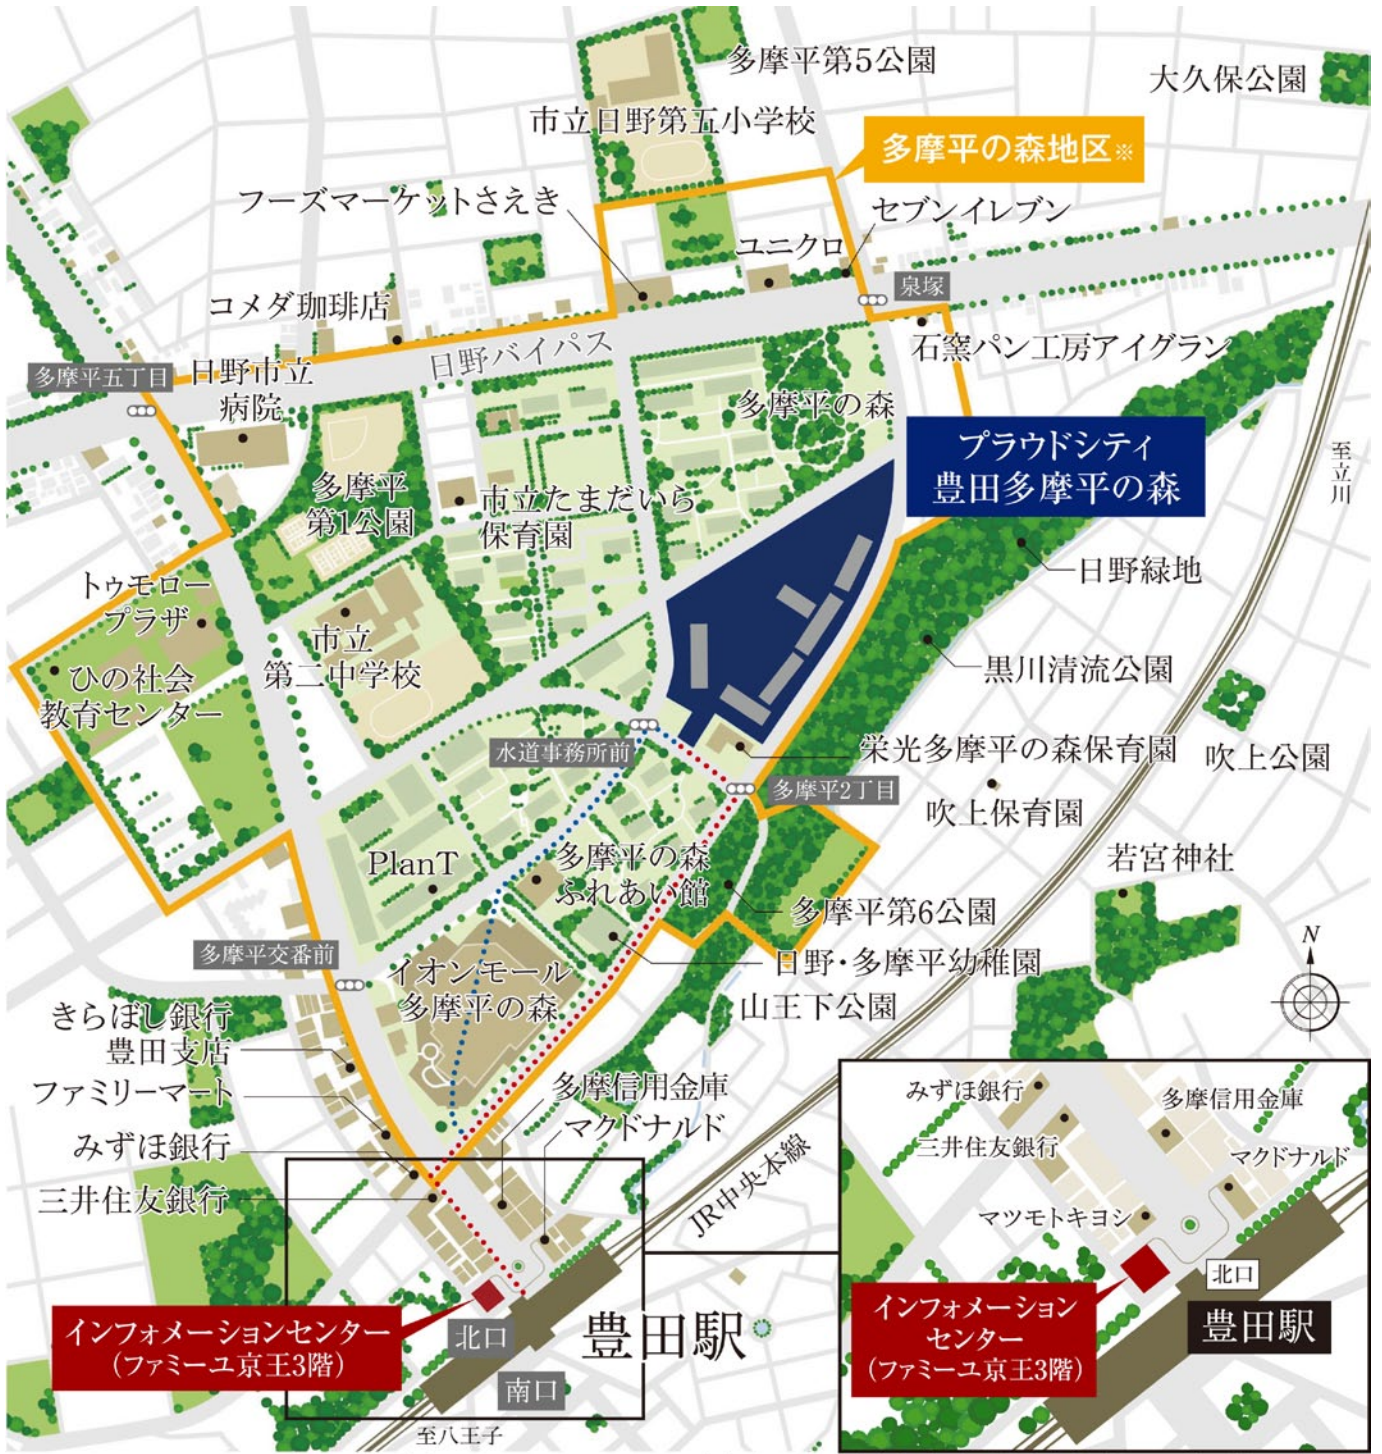 多摩平第5公園
大久保公園
市立日野第五小学校
多摩平の森地区※
フーズマーケットさえき
セブンイレブン
ユニクロ
泉塚
コメダ珈琲店
日野バイパス
石窯パン工房アイグラン
多摩平五丁目
日野市立
病院
多摩平の森
プラウドシティ
豊田多摩平の森
至立川
多摩平
第1公園
市立たまだいら
保育園
日野緑地
トゥモロー
プラザ
市立
第二中学校
黒川清流公園
ひの社会
教育センター
水道事務所前
栄光多摩平の森保育園
吹上公園
多摩平2丁目
吹上保育園
PlanT
多摩平の森
ふれあい館
若宮神社
多摩平第6公園
多摩平交番前
イオンモール
多摩平の森
日野・多摩平幼稚園
N
きらぼし銀行
豊田支店
山王下公園
ファミリーマート
多摩信用金庫
マクドナルド
みずほ銀行
三井住友銀行
JR中央本線
インフォメーションセンター
(ファミーユ京王3階)
北口
豊田駅
南口
至八王子
みずほ銀行
多摩信用金庫
三井住友銀行
マクドナルド
マツモトキヨシ
北口
インフォメーション
センター
(ファミーユ京王3階)
豊田駅